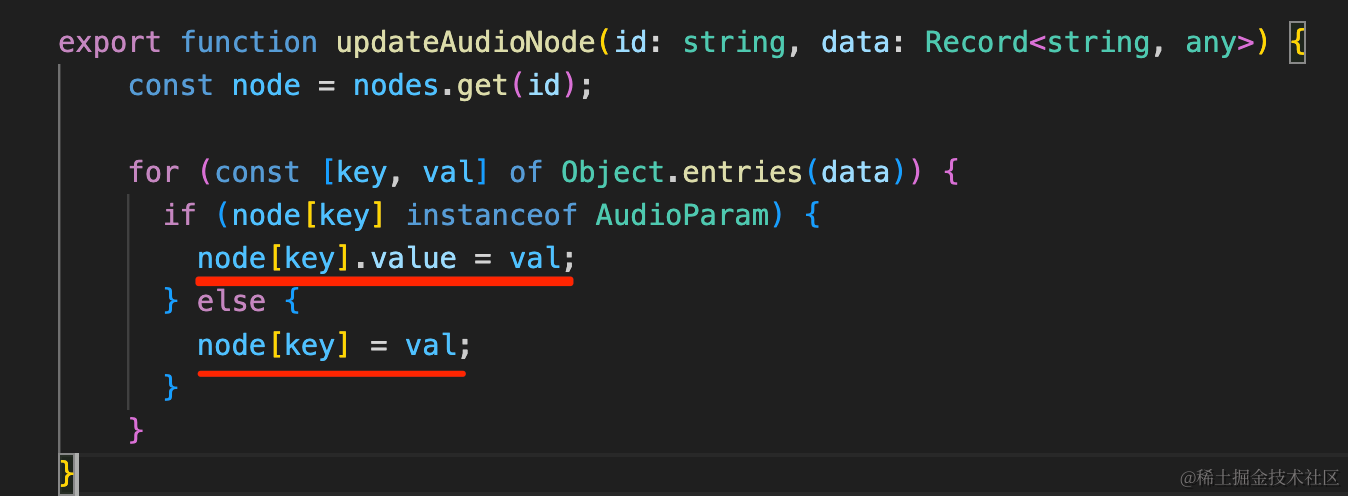 export function updateAudioNode(id: string, data: Record<string, any>) {
const node = nodes.get(id);
for (const [key, val] of Object.entries(data)) {
if (node[key] instanceof AudioParam) {
node[key].value = val;
} else {
node[key] = val;
}
}
}
@稀土掘金技术社区